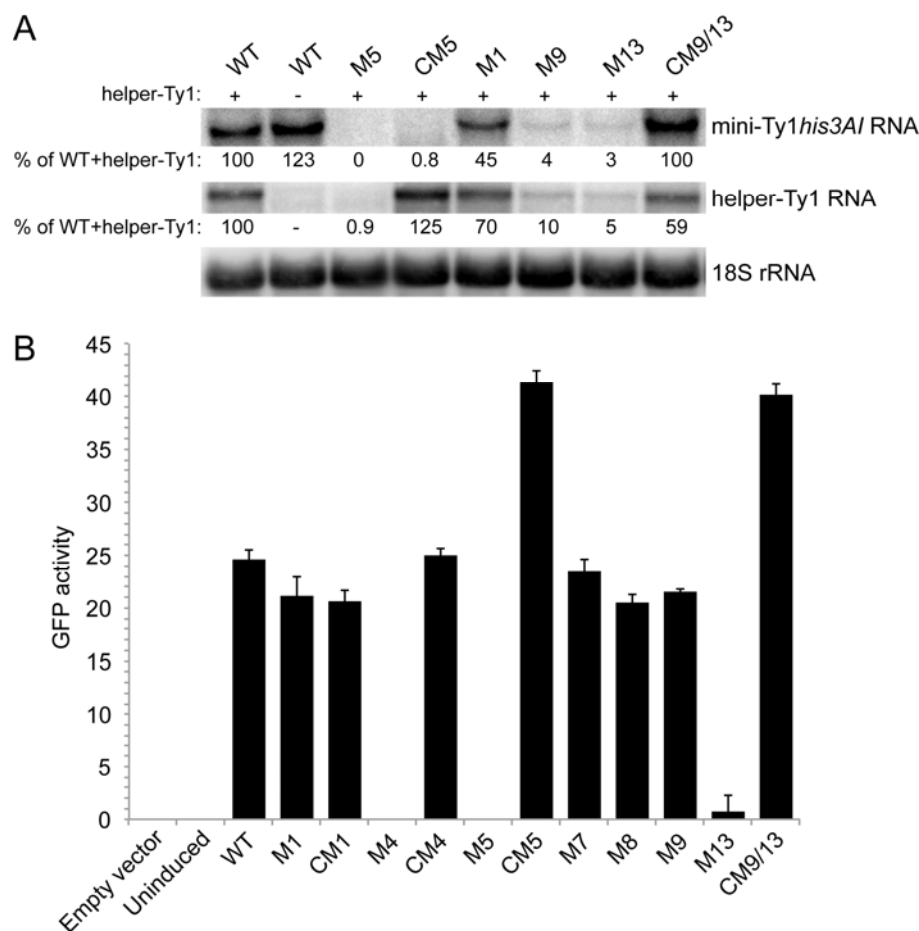 A
WT WT M5 CM5 M1 M9 M13 CM9/13
helper-Ty1: + - + + + + + +
mini-Ty1his3AI RNA
% of WT+helper-Ty1: 100 123 0 0.8 45 4 3 100
helper-Ty1 RNA
% of WT+helper-Ty1: 100 - 0.9 125 70 10 5 59
18S rRNA
B
45
40
35
30
25
20
15
10
5
0
GFP activity
Empty vector Uninduced WT M1 CM1 M4 CM4 M5 CM5 M7 M8 M9 M13 CM9/13